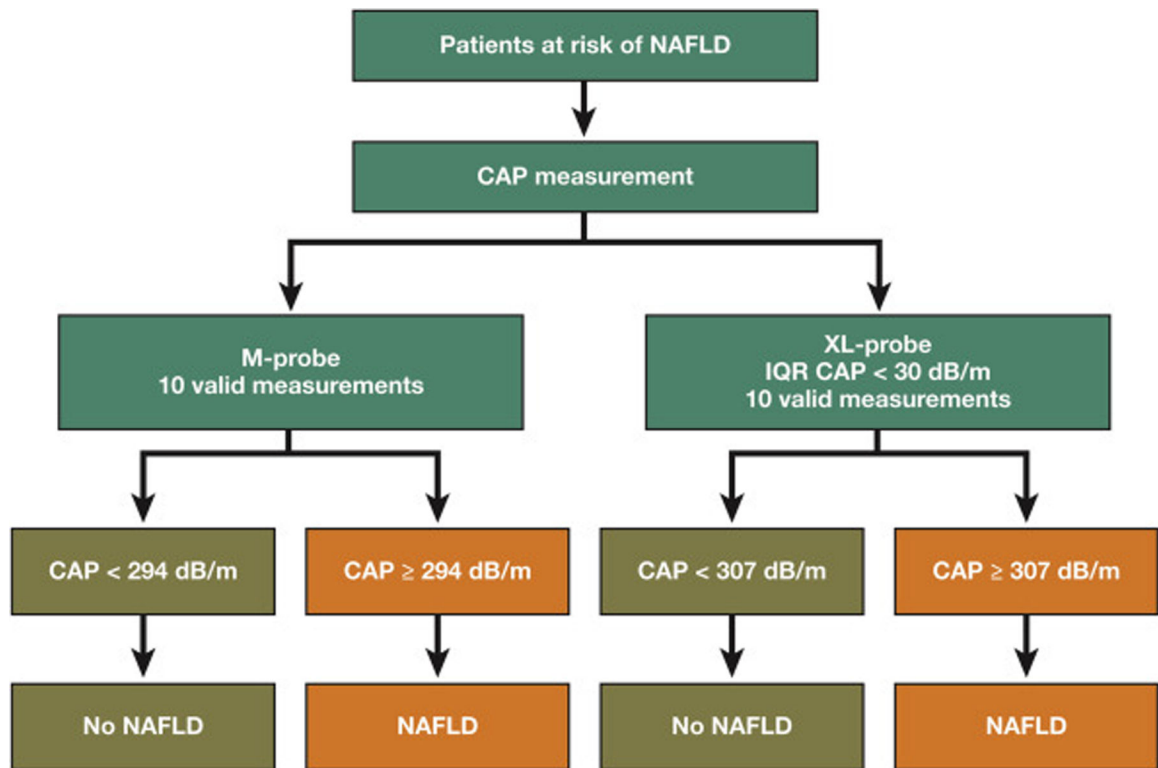 Patients at risk of NAFLD
CAP measurement
M-probe
10 valid measurements
XL-probe
IQR CAP < 30 dB/m
10 valid measurements
CAP < 294 dB/m
CAP ≥ 294 dB/m
CAP < 307 dB/m
CAP ≥ 307 dB/m
No NAFLD
NAFLD
No NAFLD
NAFLD